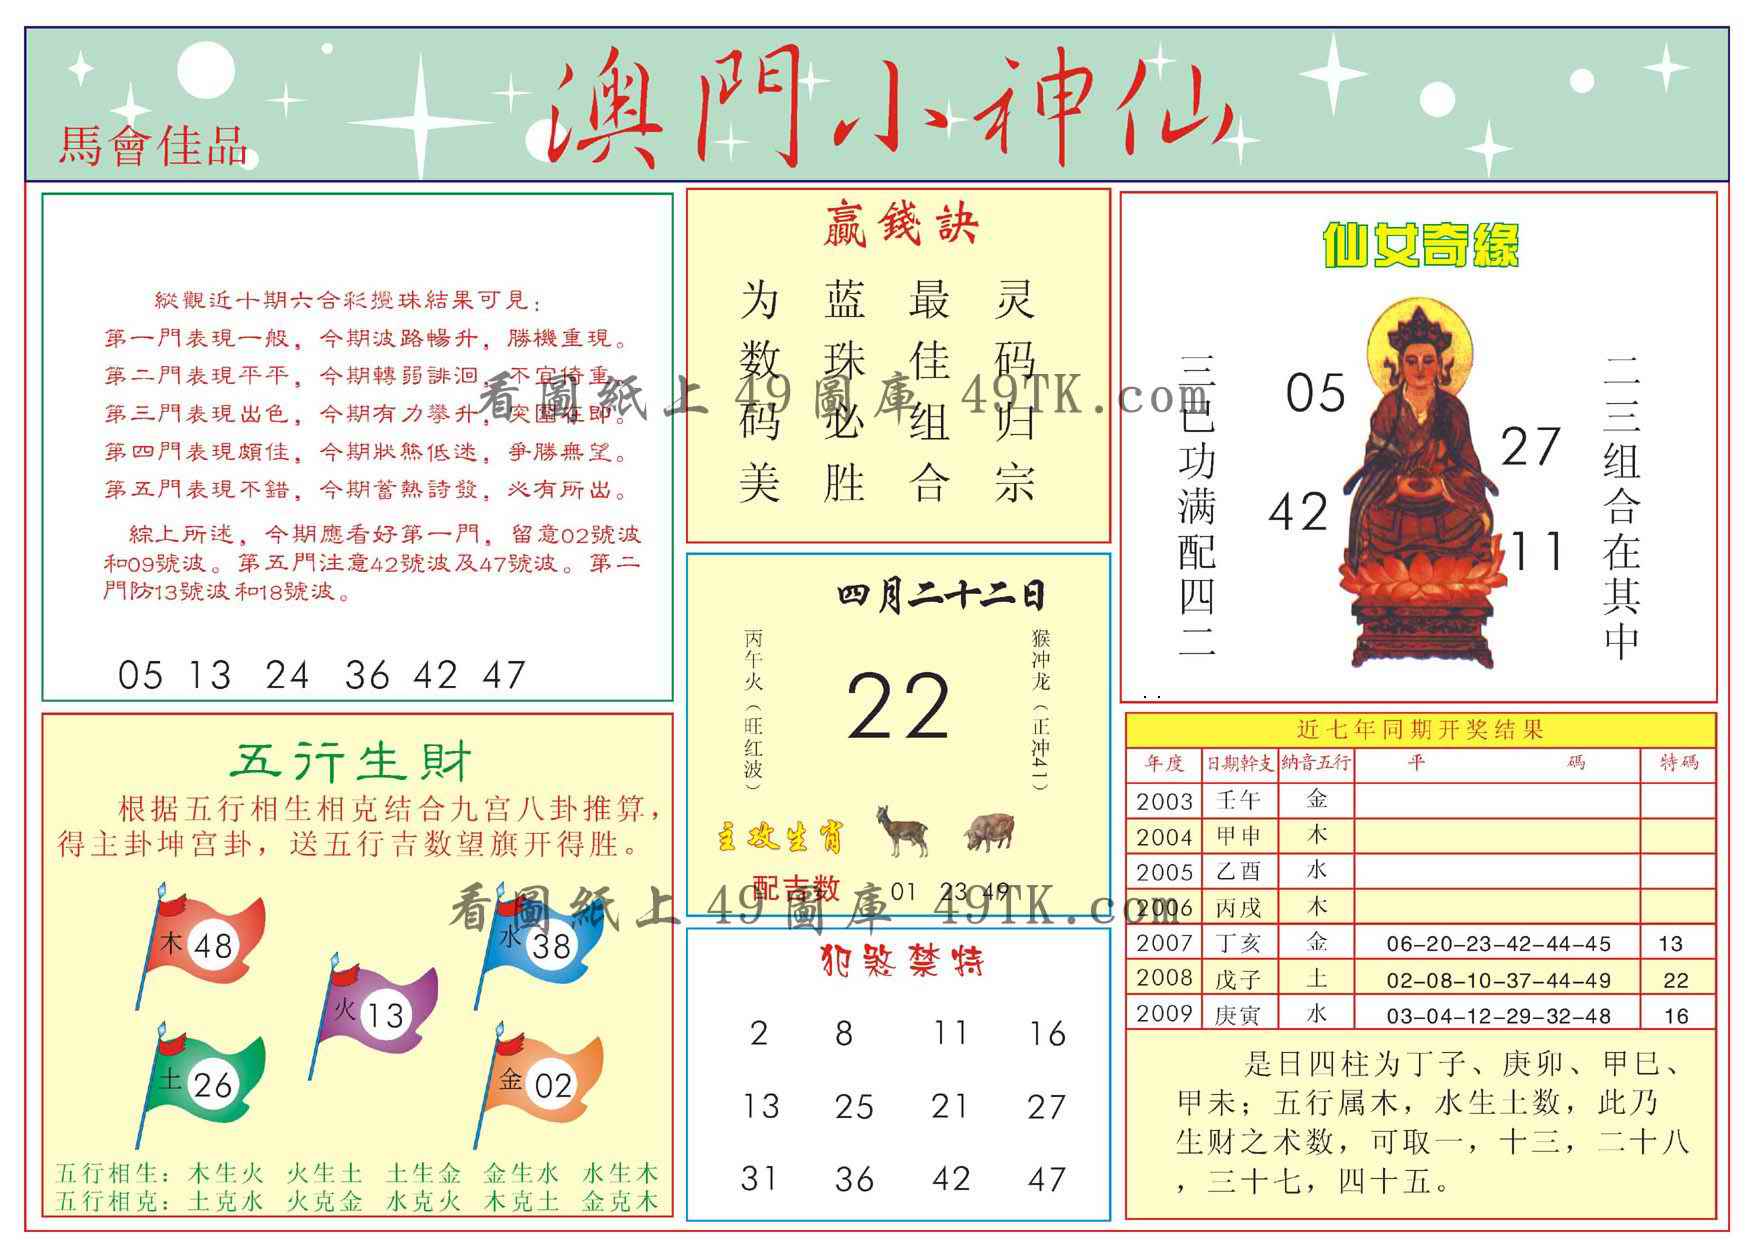 馬會佳品
澳門小神仙
縱觀近十期六合彩攪珠結果可見：
第一門表現一般，今期波路暢升，勝機重現。
第二門表現平平，今期轉弱誹洄，不宜倚重。
第三門表現出色，今期有力攀升，突圍在即。
第四門表現頗佳，今期狀態低迷，爭勝無望。
第五門表現不錯，今期蓄熱詩發，必有所出。
綜上所述，今期應看好第一門，留意02號波
和09號波。第五門注意42號波及47號波。第二
門防13號波和18號波。
05 13 24 36 42 47
贏錢訣
灵码归宗
最佳组合
蓝珠必胜
为数码美
仙女奇緣
二三组合在其中
三巳功满配四二
05
27
42
11
看圖紙上49圖庫 49TK.com
四月二十二日
猴冲龙（正冲41）
22
丙午火（旺红波）
主攻生肖
配吉数 01 23 49
五行生財
根据五行相生相克结合九宫八卦推算，
得主卦坤宫卦，送五行吉数望旗开得胜。
木 48
水 38
火 13
土 26
金 02
五行相生：木生火 火生土 土生金 金生水 水生木
五行相克：土克水 火克金 水克火 木克土 金克木
看圖紙上49圖庫 49TK.com
犯煞禁特
2 8 11 16
13 25 21 27
31 36 42 47
近七年同期开奖结果
年度 日期幹支 納音五行 平 碼 特碼
2003 壬午 金
2004 甲申 木
2005 乙酉 水
2006 丙戌 木
2007 丁亥 金 06-20-23-42-44-45 13
2008 戊子 土 02-08-10-37-44-49 22
2009 庚寅 水 03-04-12-29-32-48 16
是日四柱为丁子、庚卯、甲巳、
甲未；五行属木，水生土数，此乃
生财之术数，可取一，十三，二十八
，三十七，四十五。